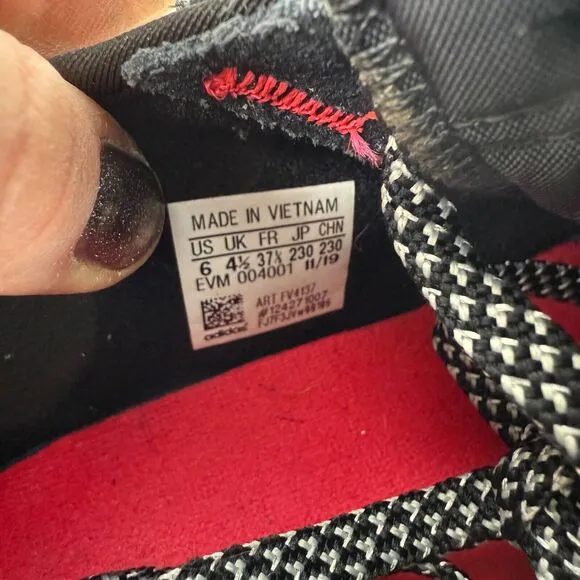 MADE IN VIETNAM
US UK FR JP CHN
6 4½ 37⅓ 230 230
EVM 004001 11/19
ART FV4137
#124271007
adidas